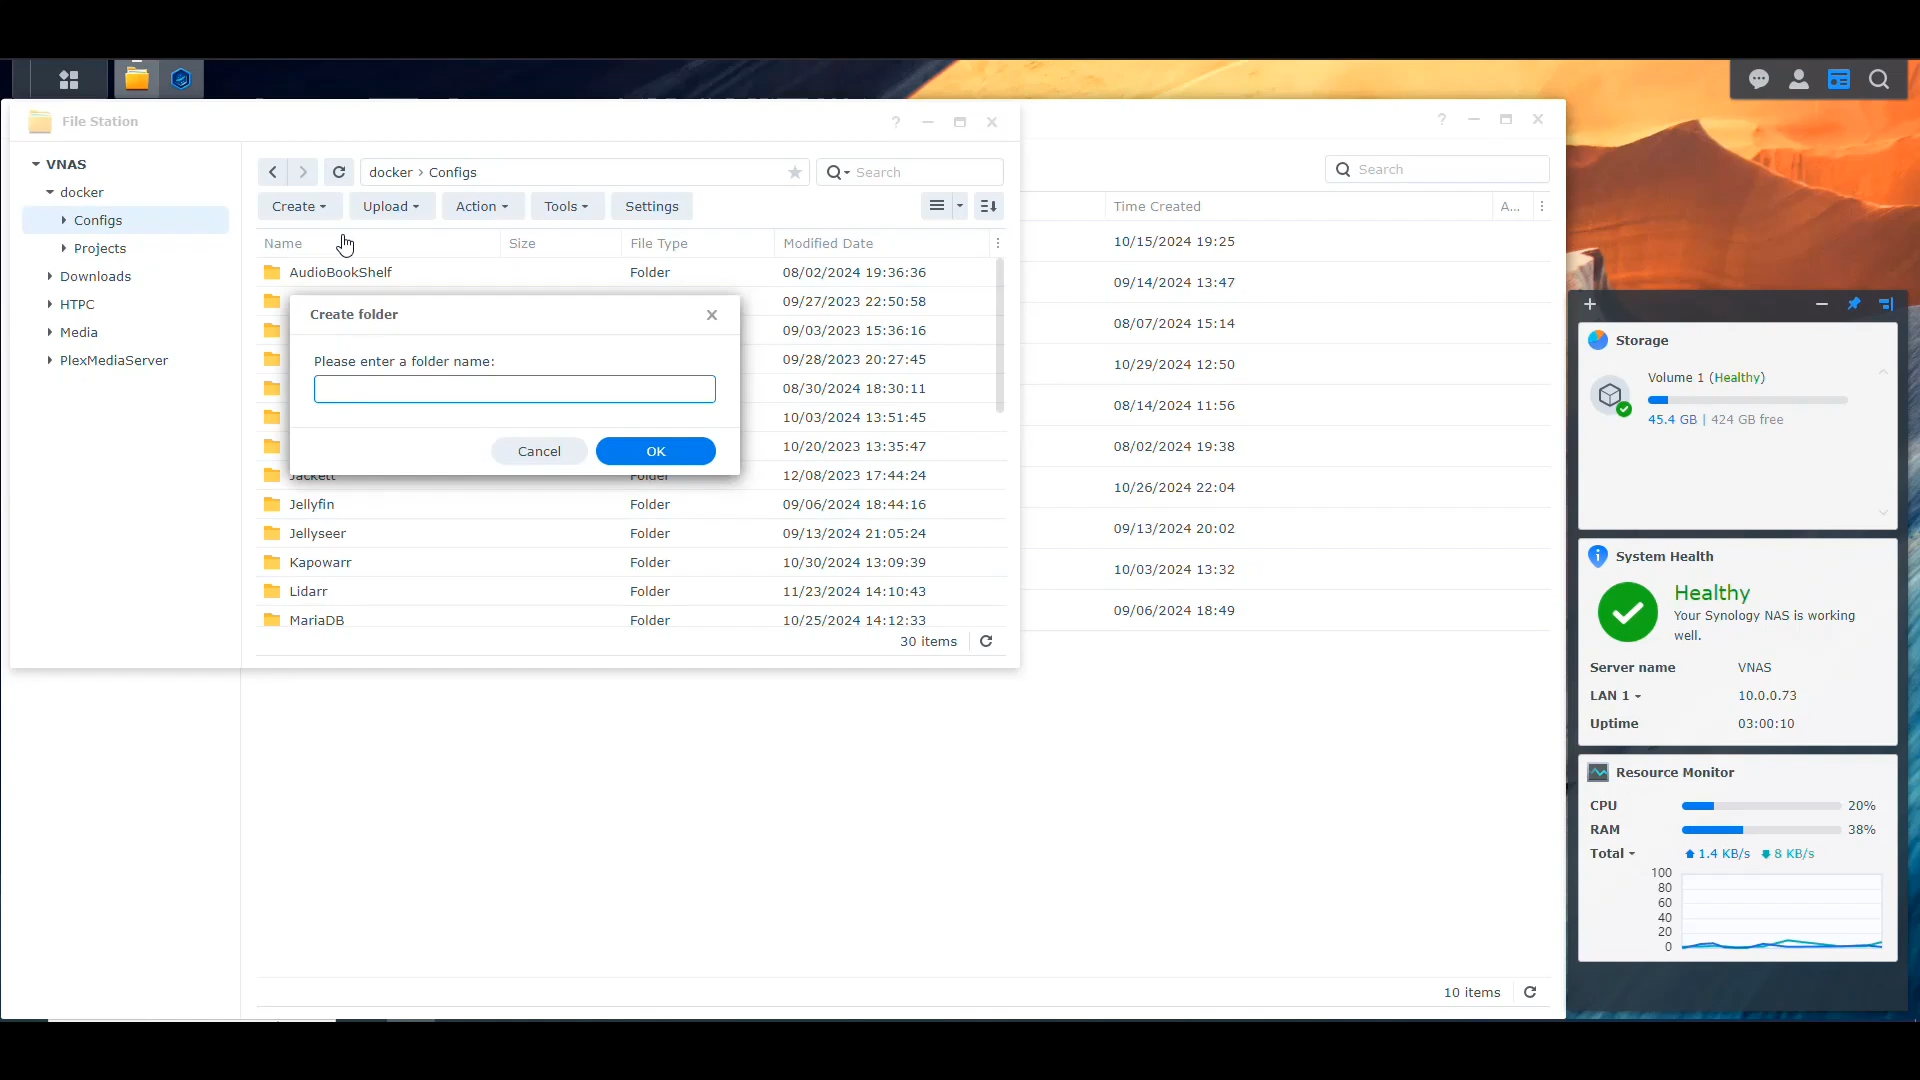 File Station
?
?
VNAS
docker
Configs
Projects
Downloads
HTPC
Media
PlexMediaServer
docker › Configs
Search
Create
Upload
Action
Tools
Settings
Name
Size
File Type
Modified Date
AudioBookShelf
Folder
08/02/2024 19:36:36
09/27/2023 22:50:58
09/03/2023 15:36:16
09/28/2023 20:27:45
08/30/2024 18:30:11
10/03/2024 13:51:45
10/20/2023 13:35:47
Jackett
Folder
12/08/2023 17:44:24
Jellyfin
Folder
09/06/2024 18:44:16
Jellyseer
Folder
09/13/2024 21:05:24
Kapowarr
Folder
10/30/2024 13:09:39
Lidarr
Folder
11/23/2024 14:10:43
MariaDB
Folder
10/25/2024 14:12:33
30 items
Create folder
Please enter a folder name:
Cancel
OK
Search
Time Created
A...
10/15/2024 19:25
09/14/2024 13:47
08/07/2024 15:14
10/29/2024 12:50
08/14/2024 11:56
08/02/2024 19:38
10/26/2024 22:04
09/13/2024 20:02
10/03/2024 13:32
09/06/2024 18:49
10 items
Storage
Volume 1 (Healthy)
45.4 GB | 424 GB free
System Health
Healthy
Your Synology NAS is working
well.
Server name VNAS
LAN 1 10.0.0.73
Uptime 03:00:10
Resource Monitor
CPU 20%
RAM 38%
Total 1.4 KB/s 8 KB/s
100
80
60
40
20
0